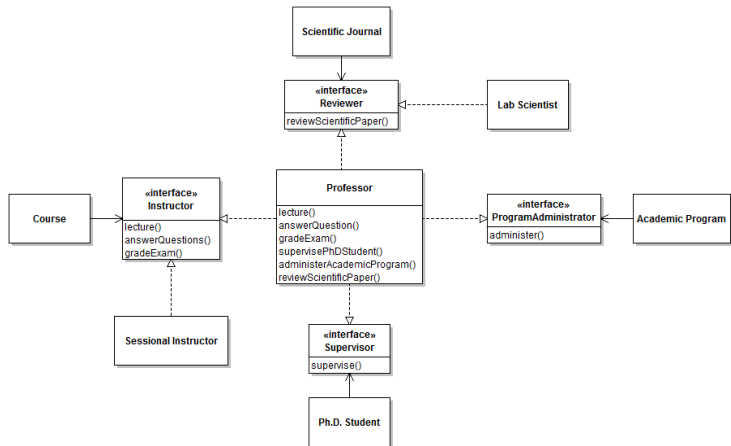 Scientific Journal
«interface»
Reviewer
reviewScientificPaper()
Lab Scientist
Professor
lecture()
answerQuestion()
gradeExam()
supervisePhDStudent()
administerAcademicProgram()
reviewScientificPaper()
Course
«interface»
Instructor
lecture()
answerQuestions()
gradeExam()
«interface»
ProgramAdministrator
administer()
Academic Program
Sessional Instructor
«interface»
Supervisor
supervise()
Ph.D. Student